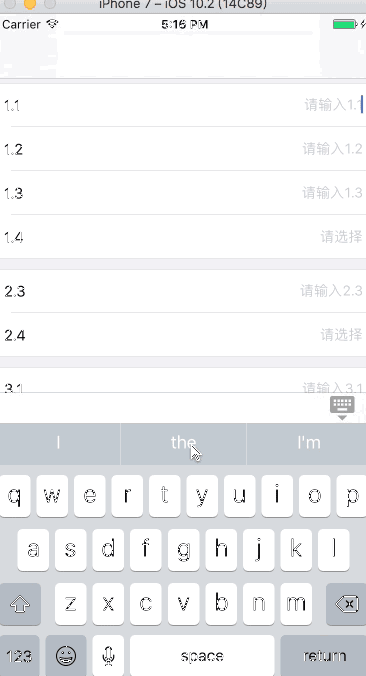 iPhone 7 – iOS 10.2 (14C89)
Carrier 5:15 PM
1.1 请输入1.1
1.2 请输入1.2
1.3 请输入1.3
1.4 请选择
2.3 请输入2.3
2.4 请选择
3.1 请输入3.1
I the I'm
q w e r t y u i o p
a s d f g h j k l
z x c v b n m
123 space return